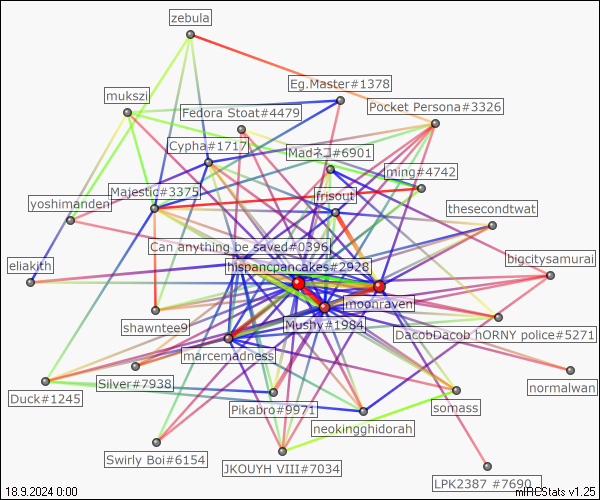 zebula
Eg.Master#1378
mukszi
Pocket Persona#3326
Fedora Stoat#4479
Cypha#1717
Madネコ#6901
ming#4742
Majestic#3375
frisout
yoshimanden
thesecondtwat
Can anything be saved#0396
eliakith
hispancpancakes#2928
bigcitysamurai
moonraven
shawntee9
Mushy#1984
DacobDacob hORNY police#5271
marcemadness
Silver#7938
normalwan
Duck#1245
Pikabro#9971
somass
neokingghidorah
Swirly Boi#6154
JKOUYH VIII#7034
LPK2387 #7690
18.9.2024 0:00
mIRCStats v1.25